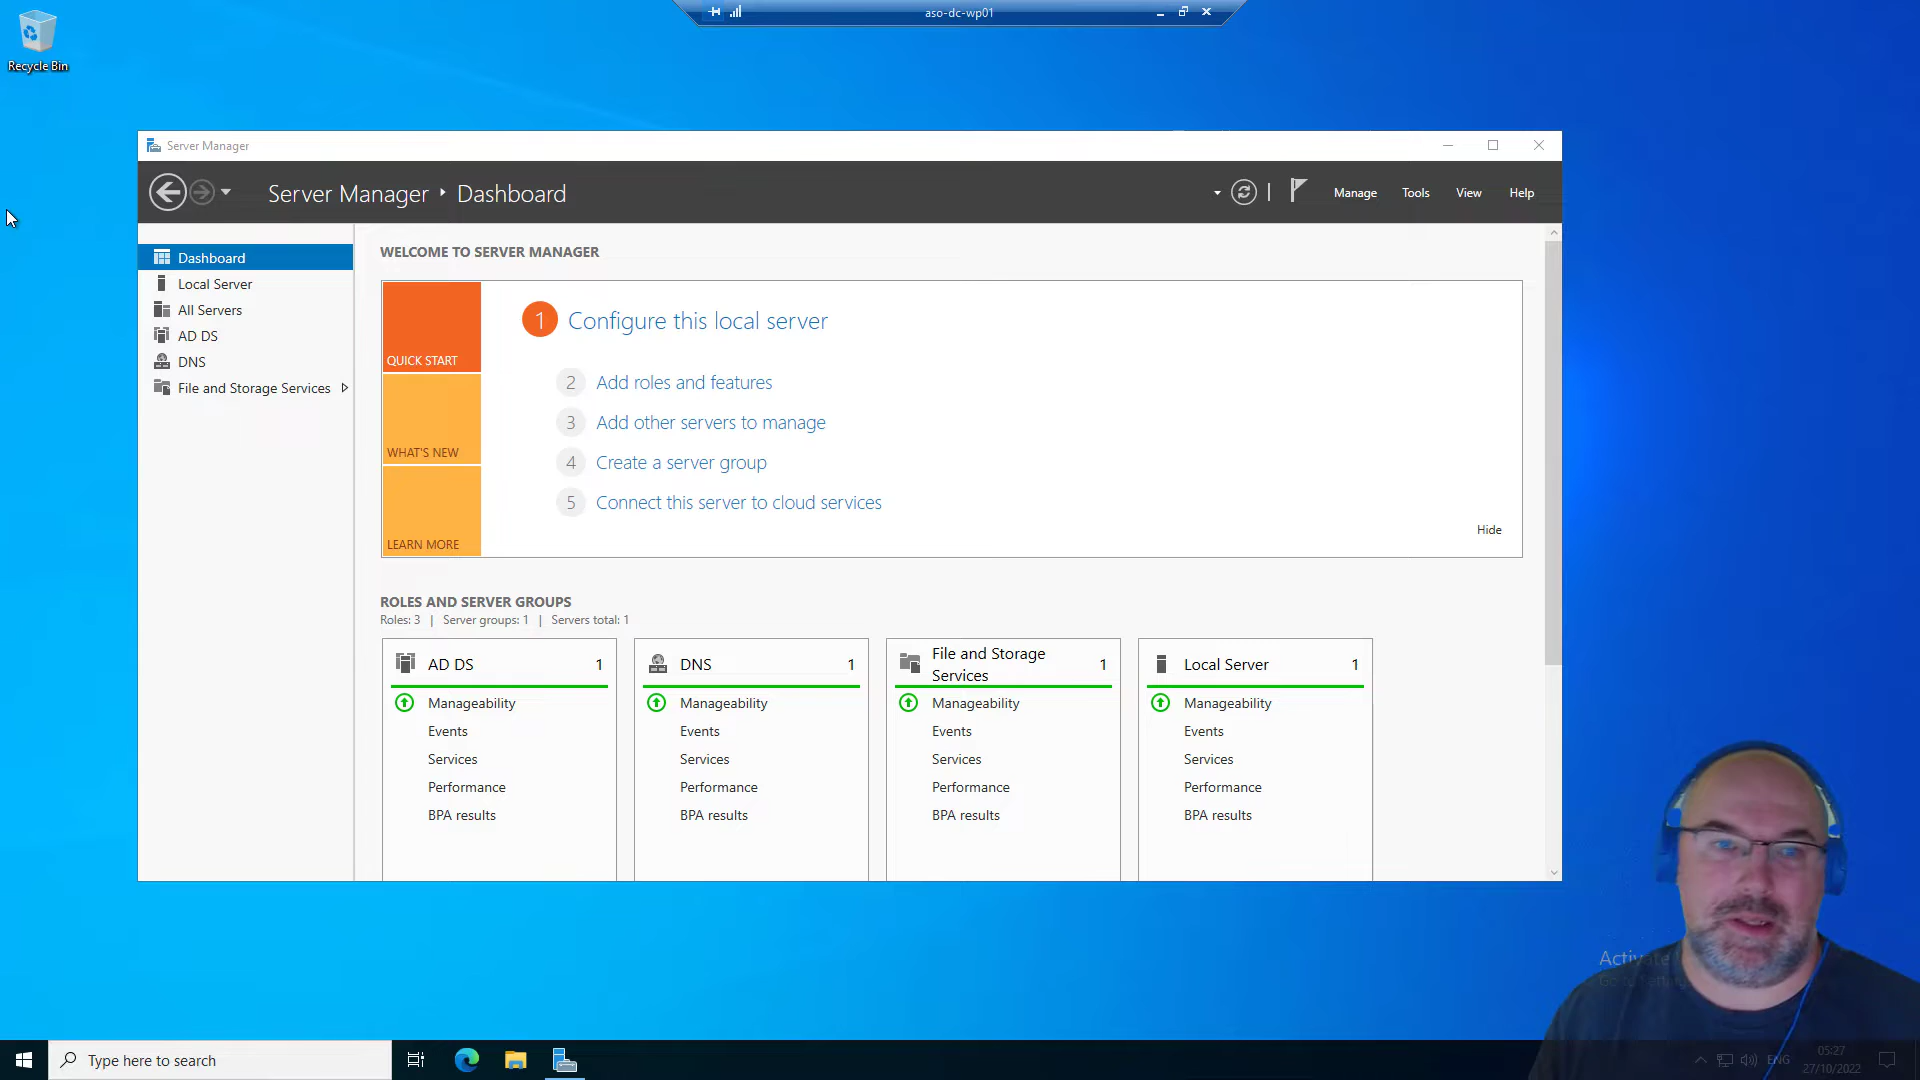 aso-dc-wp01
Recycle Bin
Server Manager
Server Manager
Dashboard
Manage
Tools
View
Help
Dashboard
Local Server
All Servers
AD DS
DNS
File and Storage Services
WELCOME TO SERVER MANAGER
QUICK START
WHAT'S NEW
LEARN MORE
1 Configure this local server
2 Add roles and features
3 Add other servers to manage
4 Create a server group
5 Connect this server to cloud services
Hide
ROLES AND SERVER GROUPS
Roles: 3 | Server groups: 1 | Servers total: 1
AD DS 1
Manageability
Events
Services
Performance
BPA results
DNS 1
Manageability
Events
Services
Performance
BPA results
File and Storage
Services 1
Manageability
Events
Services
Performance
BPA results
Local Server 1
Manageability
Events
Services
Performance
BPA results
Activate
Go to Settings
Type here to search
ENG
05:27
27/10/2022